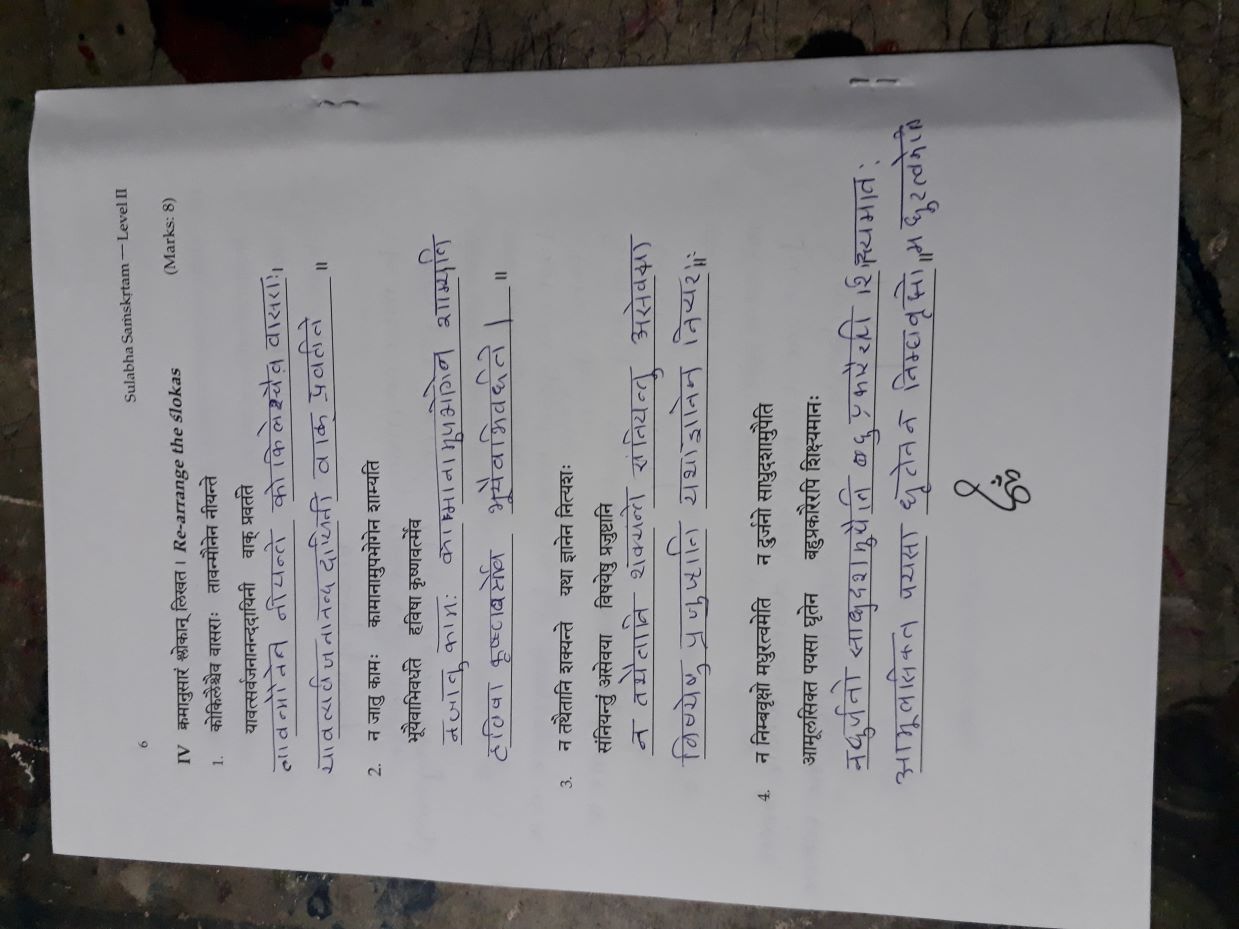 6
Sulabha Saṁskṛtam — Level II
IV क्रमानुसारं श्लोकान् लिखत । Re-arrange the ślokas (Marks: 8)
1. कोकिलैश्चैव वासराः तावन्मौनेन नीयन्ते
यावत्सर्वजनानन्ददायिनी वाक् प्रवर्तते
तावन्मौनेन नीयन्ते कोकिलेश्चैव वासराः।
यावत्सर्वजनानन्द दायिनी वाक् प्रवर्तते ॥
2. न जातु कामः कामानामुपभोगेन शाम्यति
भूयैवाभिवर्धते हविषा कृष्णवर्त्मेव
नजातु कामः कामानामुपभोगेन शाम्यति
हविषा भूयैवाभिवर्धते | ॥
3. न तथैतानि शक्यन्ते यथा ज्ञानेन नित्यशः
संनियन्तुं असेवया विषयेषु प्रजुष्टानि
न तथैतानि शक्यन्ते संनियन्तु असेवया
विषयेषु प्रजुष्टानि यथाज्ञानेन ॥
4. न निम्बवृक्षो मधुरत्वमेति न दुर्जनो साधुदशामुपैति
आमूलसिक्त पयसा घृतेन बहुप्रकारैरपि शिक्ष्यमानः
नदुर्जनो साधुदशमुपैति बहु प्रकारैरपि शिक्ष्यमानः
आमूलसिक्त पयसा घृतेन न निम्बवृक्षो ॥ मधुरत्वमेति
ॐ